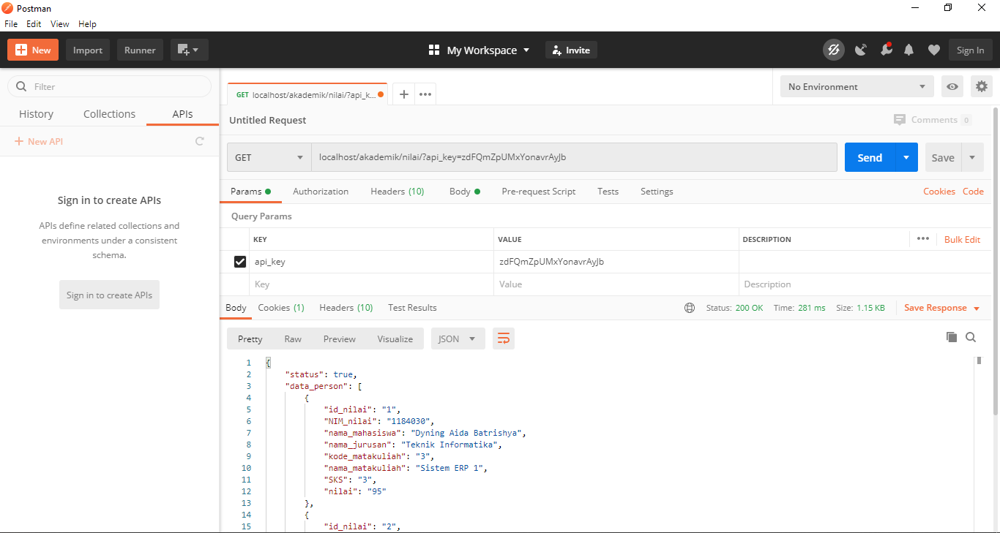 Postman
File Edit View Help
New Import Runner My Workspace Invite Sign In
Filter
History Collections APIs
New API
Sign in to create APIs
APIs define related collections and
environments under a consistent
schema.
Sign in to create APIs
GET localhost/akademik/nilai/?api_k...
No Environment
Untitled Request
Comments 0
GET localhost/akademik/nilai/?api_key=zdFQmZpUMxYonavrAyJb
Send Save
Params Authorization Headers (10) Body Pre-request Script Tests Settings Cookies Code
Query Params
KEY VALUE DESCRIPTION ••• Bulk Edit
api_key zdFQmZpUMxYonavrAyJb
Key Value Description
Body Cookies (1) Headers (10) Test Results Status: 200 OK Time: 281 ms Size: 1.15 KB Save Response
Pretty Raw Preview Visualize JSON
1 {
2 "status": true,
3 "data_person": [
4 {
5 "id_nilai": "1",
6 "NIM_nilai": "1184030",
7 "nama_mahasiswa": "Dyning Aida Batrishya",
8 "nama_jurusan": "Teknik Informatika",
9 "kode_matakuliah": "3",
10 "nama_matakuliah": "Sistem ERP 1",
11 "SKS": "3",
12 "nilai": "95"
13 },
14 {
15 "id_nilai": "2",